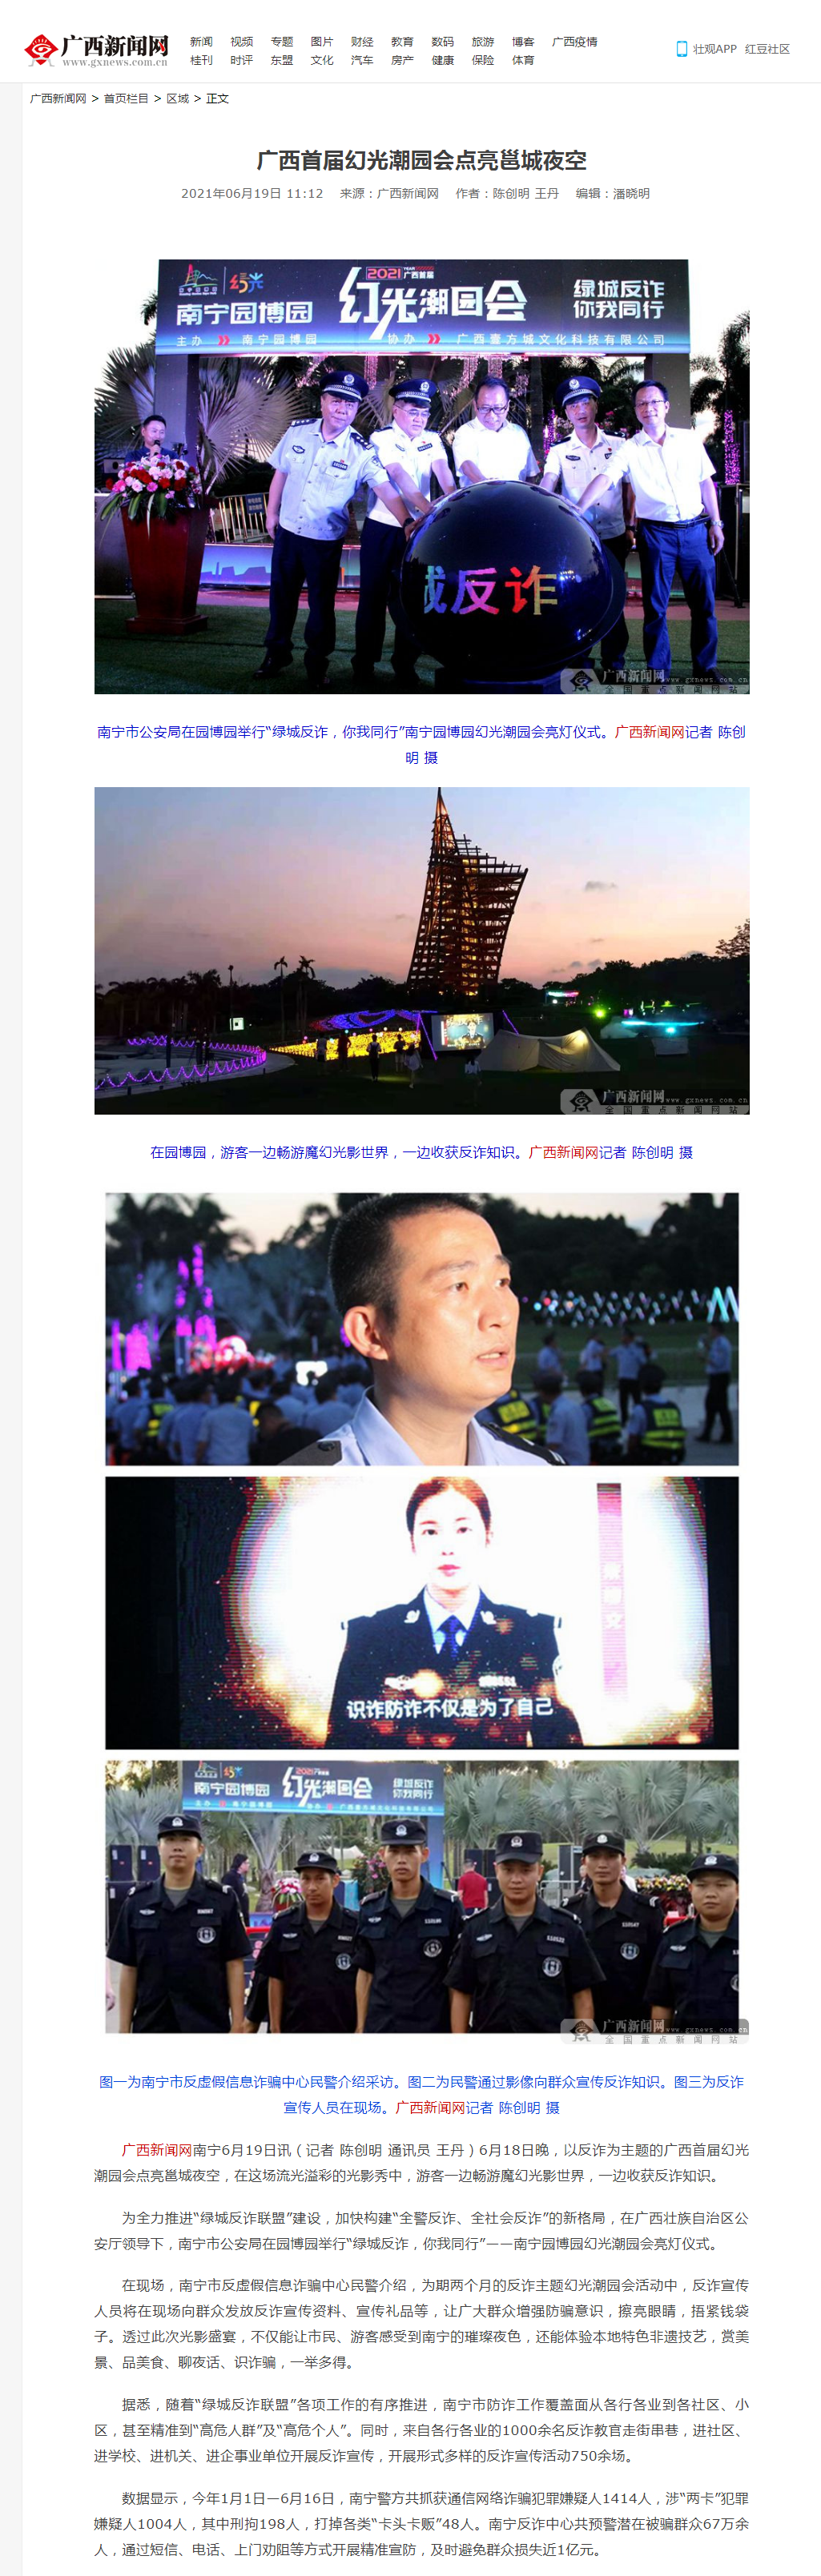 广西新闻网
www.gxnews.com.cn
新闻 视频 专题 图片 财经 教育 数码 旅游 博客 广西疫情
桂刊 时评 东盟 文化 汽车 房产 健康 保险 体育
壮观APP 红豆社区
广西新闻网 > 首页栏目 > 区域 > 正文
广西首届幻光潮园会点亮邕城夜空
2021年06月19日 11:12 来源：广西新闻网 作者：陈创明 王丹 编辑：潘晓明
幻光
2021 广西首届
南宁园博园 幻光潮园会
绿城反诈
你我同行
主办 南宁园博园 协办 广西壹方城文化科技有限公司
城反诈
广西新闻网
www.gxnews.com.cn
全国重点新闻网站
南宁市公安局在园博园举行“绿城反诈，你我同行”南宁园博园幻光潮园会亮灯仪式。广西新闻网记者 陈创
明 摄
广西新闻网
www.gxnews.com.cn
全国重点新闻网站
在园博园，游客一边畅游魔幻光影世界，一边收获反诈知识。广西新闻网记者 陈创明 摄
识诈防诈不仅是为了自己
幻光
南宁园博园 幻光潮园会
绿城反诈
你我同行
广西新闻网
www.gxnews.com.cn
全国重点新闻网站
图一为南宁市反虚假信息诈骗中心民警介绍采访。图二为民警通过影像向群众宣传反诈知识。图三为反诈
宣传人员在现场。广西新闻网记者 陈创明 摄
广西新闻网南宁6月19日讯（记者 陈创明 通讯员 王丹）6月18日晚，以反诈为主题的广西首届幻光
潮园会点亮邕城夜空，在这场流光溢彩的光影秀中，游客一边畅游魔幻光影世界，一边收获反诈知识。
为全力推进“绿城反诈联盟”建设，加快构建“全警反诈、全社会反诈”的新格局，在广西壮族自治区公
安厅领导下，南宁市公安局在园博园举行“绿城反诈，你我同行”——南宁园博园幻光潮园会亮灯仪式。
在现场，南宁市反虚假信息诈骗中心民警介绍，为期两个月的反诈主题幻光潮园会活动中，反诈宣传
人员将在现场向群众发放反诈宣传资料、宣传礼品等，让广大群众增强防骗意识，擦亮眼睛，捂紧钱袋
子。透过此次光影盛宴，不仅能让市民、游客感受到南宁的璀璨夜色，还能体验本地特色非遗技艺，赏美
景、品美食、聊夜话、识诈骗，一举多得。
据悉，随着“绿城反诈联盟”各项工作的有序推进，南宁市防诈工作覆盖面从各行各业到各社区、小
区，甚至精准到“高危人群”及“高危个人”。同时，来自各行各业的1000余名反诈教官走街串巷，进社区、
进学校、进机关、进企事业单位开展反诈宣传，开展形式多样的反诈宣传活动750余场。
数据显示，今年1月1日—6月16日，南宁警方共抓获通信网络诈骗犯罪嫌疑人1414人，涉“两卡”犯罪
嫌疑人1004人，其中刑拘198人，打掉各类“卡头卡贩”48人。南宁反诈中心共预警潜在被骗群众67万余
人，通过短信、电话、上门劝阻等方式开展精准宣防，及时避免群众损失近1亿元。